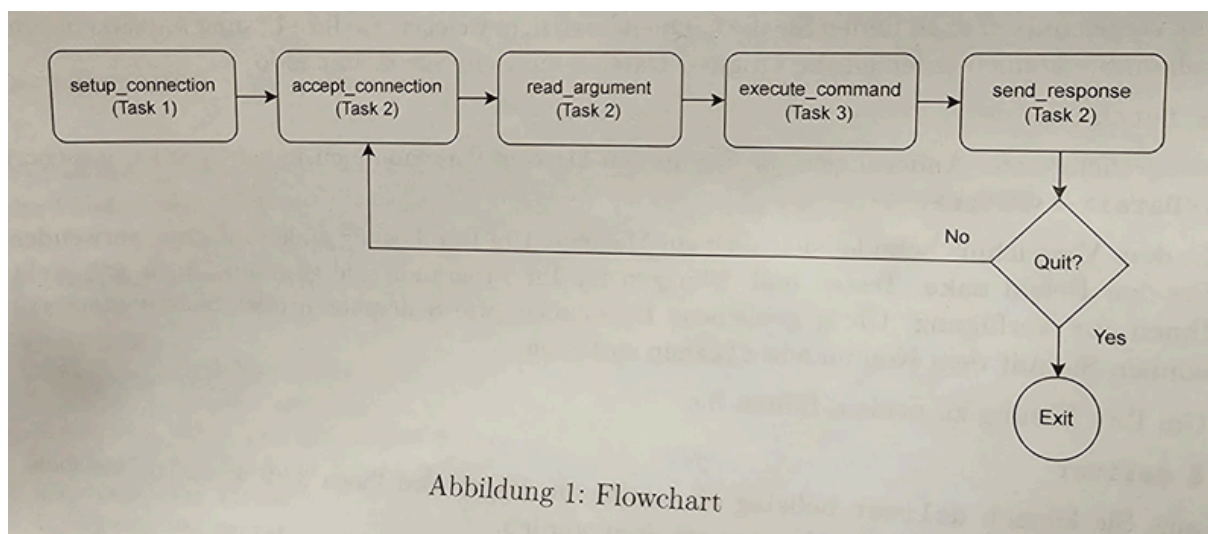 setup_connection
(Task 1)
accept_connection
(Task 2)
read_argument
(Task 2)
execute_command
(Task 3)
send_response
(Task 2)
No
Quit?
Yes
Exit
Abbildung 1: Flowchart